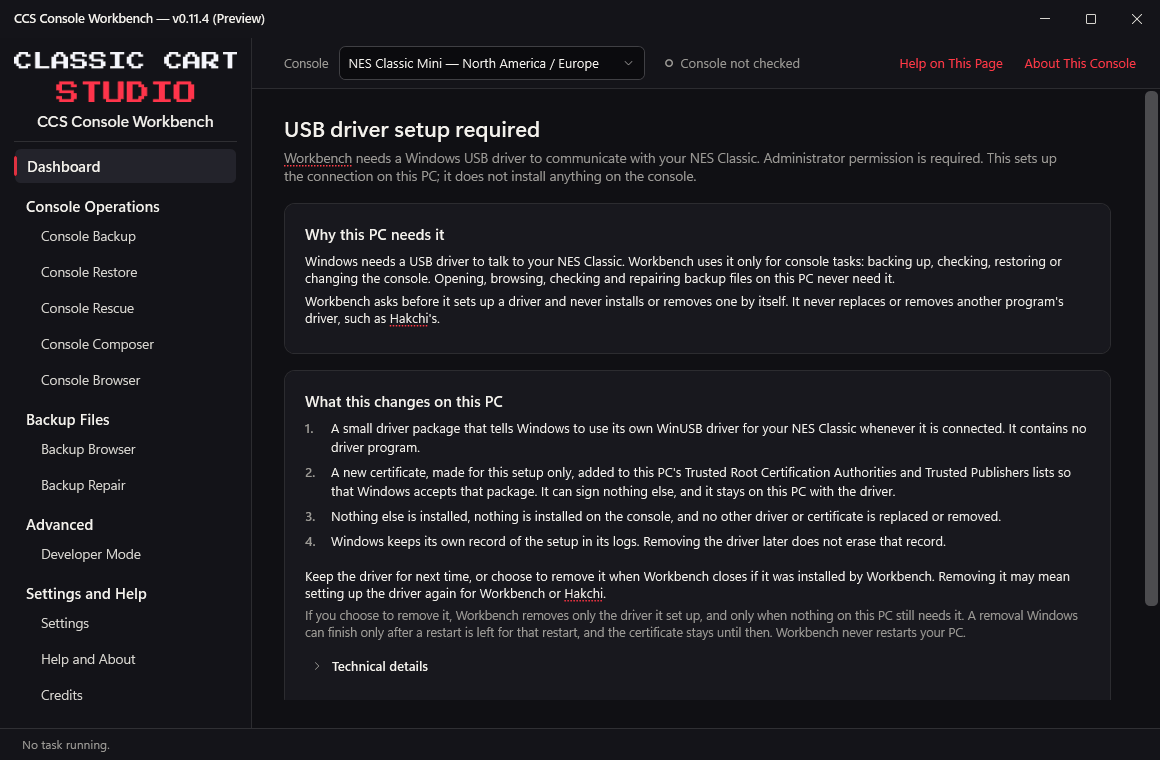 CCS Console Workbench — v0.11.4 (Preview)
CLASSIC CART
STUDIO
CCS Console Workbench
Dashboard
Console Operations
Console Backup
Console Restore
Console Rescue
Console Composer
Console Browser
Backup Files
Backup Browser
Backup Repair
Advanced
Developer Mode
Settings and Help
Settings
Help and About
Credits
Console
NES Classic Mini — North America / Europe
Console not checked
Help on This Page
About This Console
USB driver setup required
Workbench needs a Windows USB driver to communicate with your NES Classic. Administrator permission is required. This sets up
the connection on this PC; it does not install anything on the console.
Why this PC needs it
Windows needs a USB driver to talk to your NES Classic. Workbench uses it only for console tasks: backing up, checking, restoring or
changing the console. Opening, browsing, checking and repairing backup files on this PC never need it.
Workbench asks before it sets up a driver and never installs or removes one by itself. It never replaces or removes another program's
driver, such as Hakchi's.
What this changes on this PC
1. A small driver package that tells Windows to use its own WinUSB driver for your NES Classic whenever it is connected. It contains no
driver program.
2. A new certificate, made for this setup only, added to this PC's Trusted Root Certification Authorities and Trusted Publishers lists so
that Windows accepts that package. It can sign nothing else, and it stays on this PC with the driver.
3. Nothing else is installed, nothing is installed on the console, and no other driver or certificate is replaced or removed.
4. Windows keeps its own record of the setup in its logs. Removing the driver later does not erase that record.
Keep the driver for next time, or choose to remove it when Workbench closes if it was installed by Workbench. Removing it may mean
setting up the driver again for Workbench or Hakchi.
If you choose to remove it, Workbench removes only the driver it set up, and only when nothing on this PC still needs it. A removal Windows
can finish only after a restart is left for that restart, and the certificate stays until then. Workbench never restarts your PC.
Technical details
No task running.